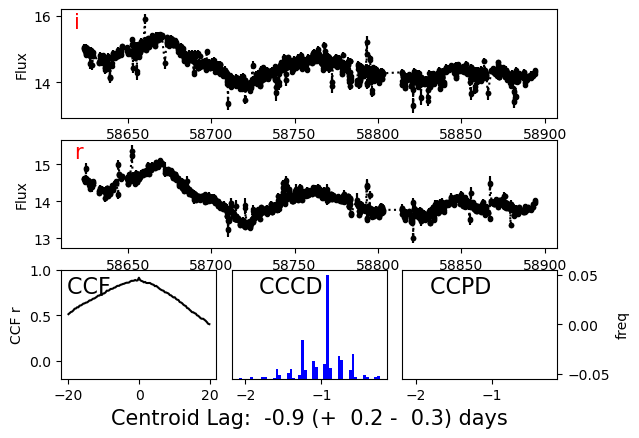 i
16
14
Flux
58650 58700 58750 58800 58850 58900
r
15
14
13
Flux
58650 58700 58750 58800 58850 58900
CCF
CCCD
CCPD
1.0
0.5
0.0
CCF r
0.05
0.00
−0.05
freq
−20 0 20
−2 −1
−2 −1
Centroid Lag: -0.9 (+ 0.2 - 0.3) days